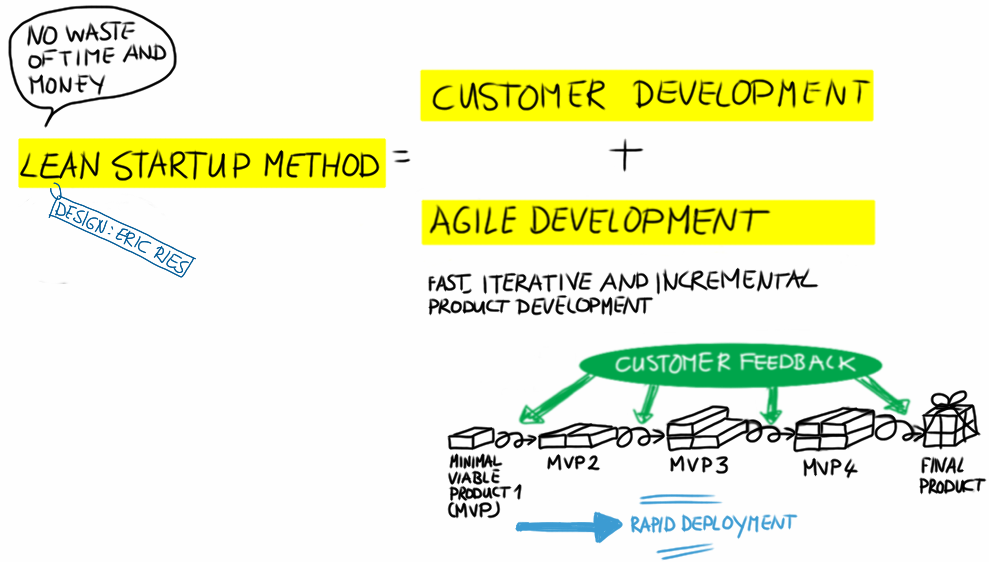 NO WASTE
OF TIME AND
MONEY
LEAN STARTUP METHOD =
DESIGN: ERIC RIES
CUSTOMER DEVELOPMENT
+
AGILE DEVELOPMENT
FAST, ITERATIVE AND INCREMENTAL
PRODUCT DEVELOPMENT
CUSTOMER FEEDBACK
MINIMAL
VIABLE
PRODUCT 1
(MVP)
MVP2
MVP3
MVP4
FINAL
PRODUCT
RAPID DEPLOYMENT